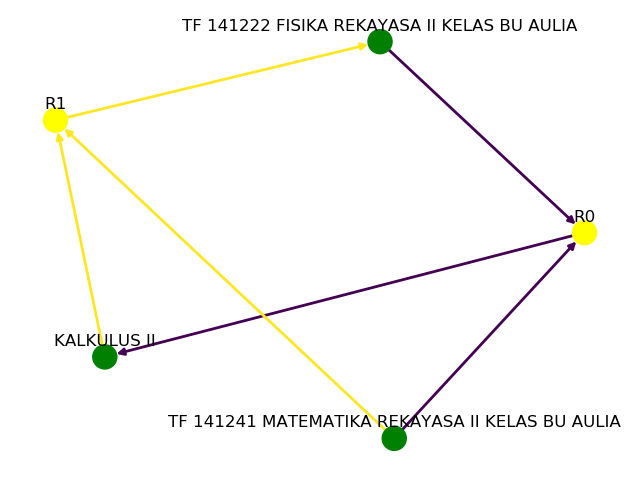 TF 141222 FISIKA REKAYASA II KELAS BU AULIA
R1
R0
KALKULUS II
TF 141241 MATEMATIKA REKAYASA II KELAS BU AULIA